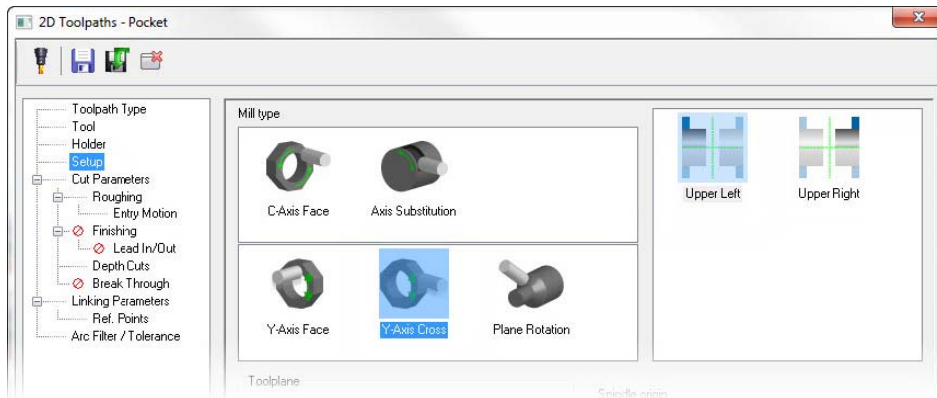 2D Toolpaths - Pocket
Toolpath Type
Tool
Holder
Setup
Cut Parameters
Roughing
Entry Motion
Finishing
Lead In/Out
Depth Cuts
Break Through
Linking Parameters
Ref. Points
Arc Filter / Tolerance
Mill type
C-Axis Face Axis Substitution
Y-Axis Face Y-Axis Cross Plane Rotation
Upper Left Upper Right
Toolplane
Spindle origin